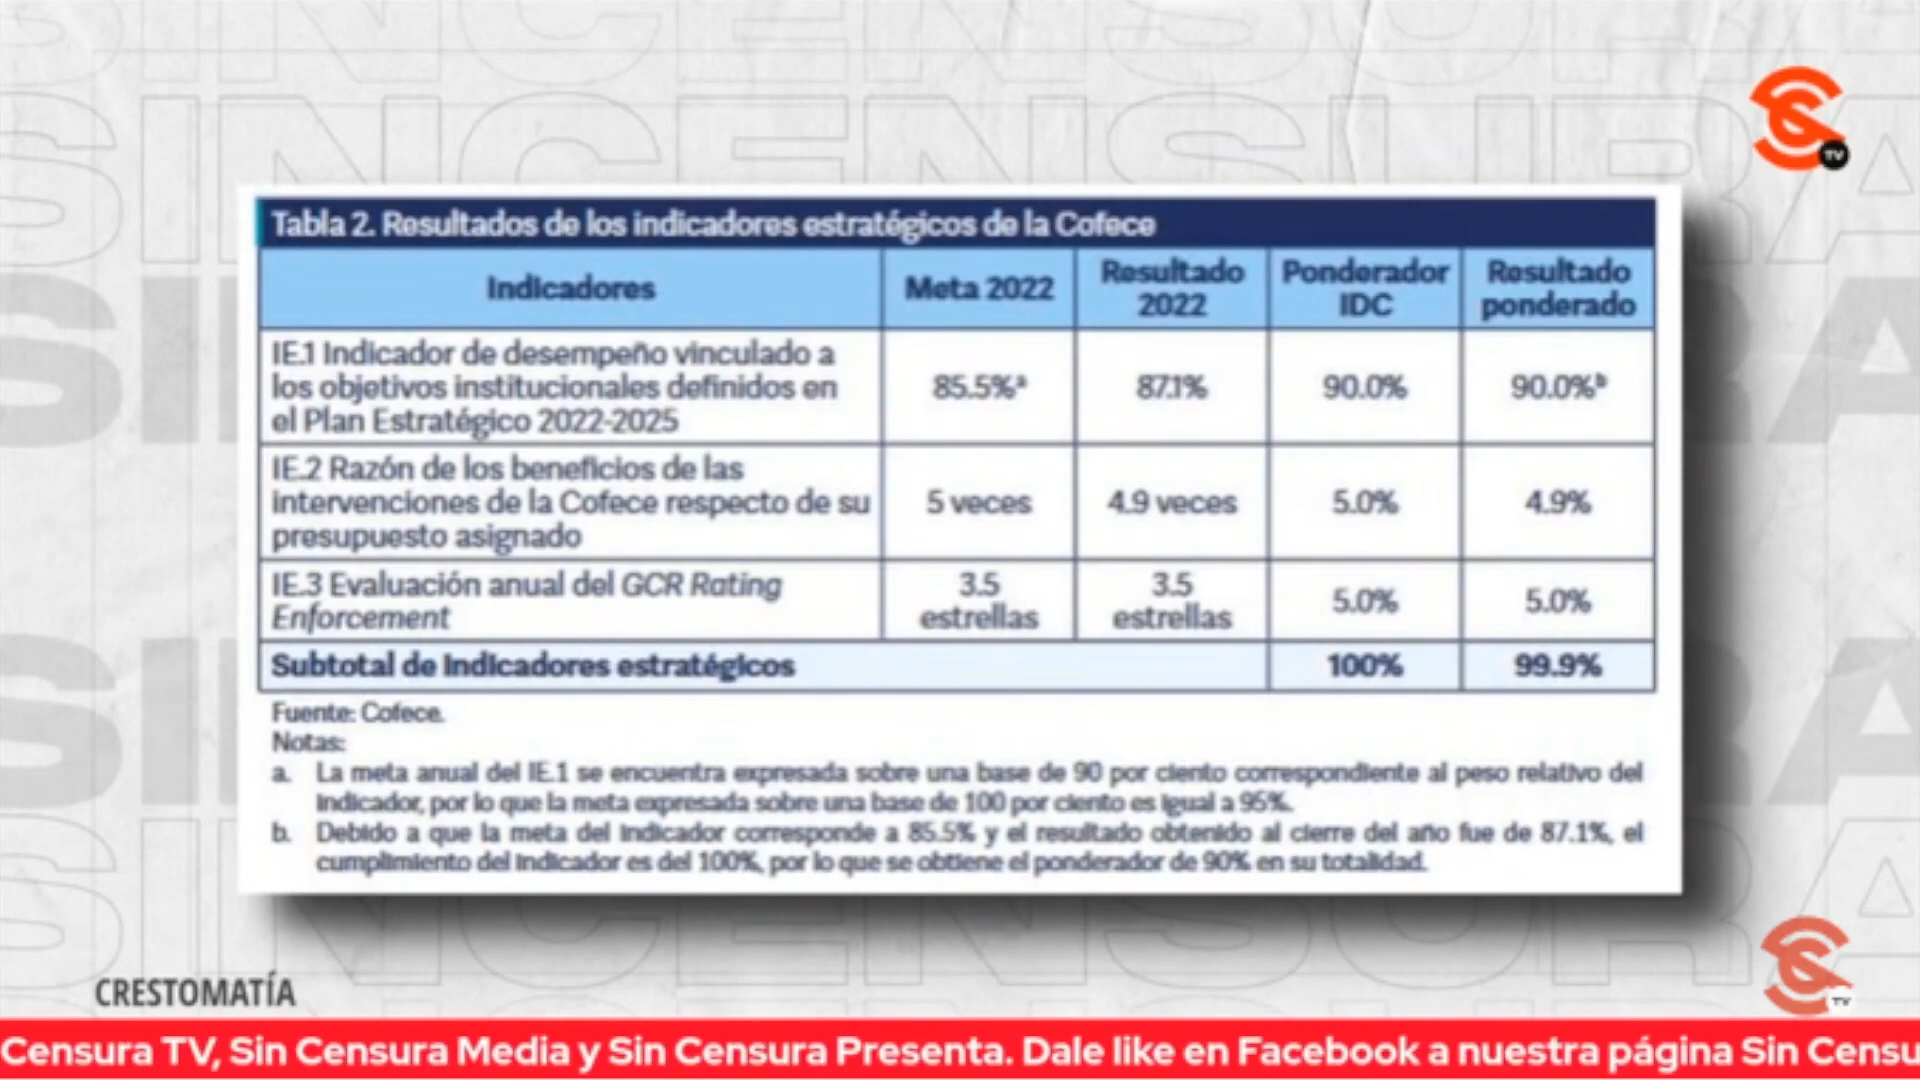 SINCENSURA
TV
Tabla 2. Resultados de los indicadores estratégicos de la Cofece
Indicadores
Meta 2022
Resultado
2022
Ponderador
IDC
Resultado
ponderado
IE.1 Indicador de desempeño vinculado a
los objetivos institucionales definidos en
el Plan Estratégico 2022-2025
85.5%ª
87.1%
90.0%
90.0%ᵇ
IE.2 Razón de los beneficios de las
intervenciones de la Cofece respecto de su
presupuesto asignado
5 veces
4.9 veces
5.0%
4.9%
IE.3 Evaluación anual del GCR Rating
Enforcement
3.5
estrellas
3.5
estrellas
5.0%
5.0%
Subtotal de indicadores estratégicos
100%
99.9%
Fuente: Cofece.
Notas:
a. La meta anual del IE.1 se encuentra expresada sobre una base de 90 por ciento correspondiente al peso relativo del
indicador, por lo que la meta expresada sobre una base de 100 por ciento es igual a 95%.
b. Debido a que la meta del indicador corresponde a 85.5% y el resultado obtenido al cierre del año fue de 87.1%, el
cumplimiento del indicador es del 100%, por lo que se obtiene el ponderador de 90% en su totalidad.
CRESTOMATÍA
TV
Censura TV, Sin Censura Media y Sin Censura Presenta. Dale like en Facebook a nuestra página Sin Censu